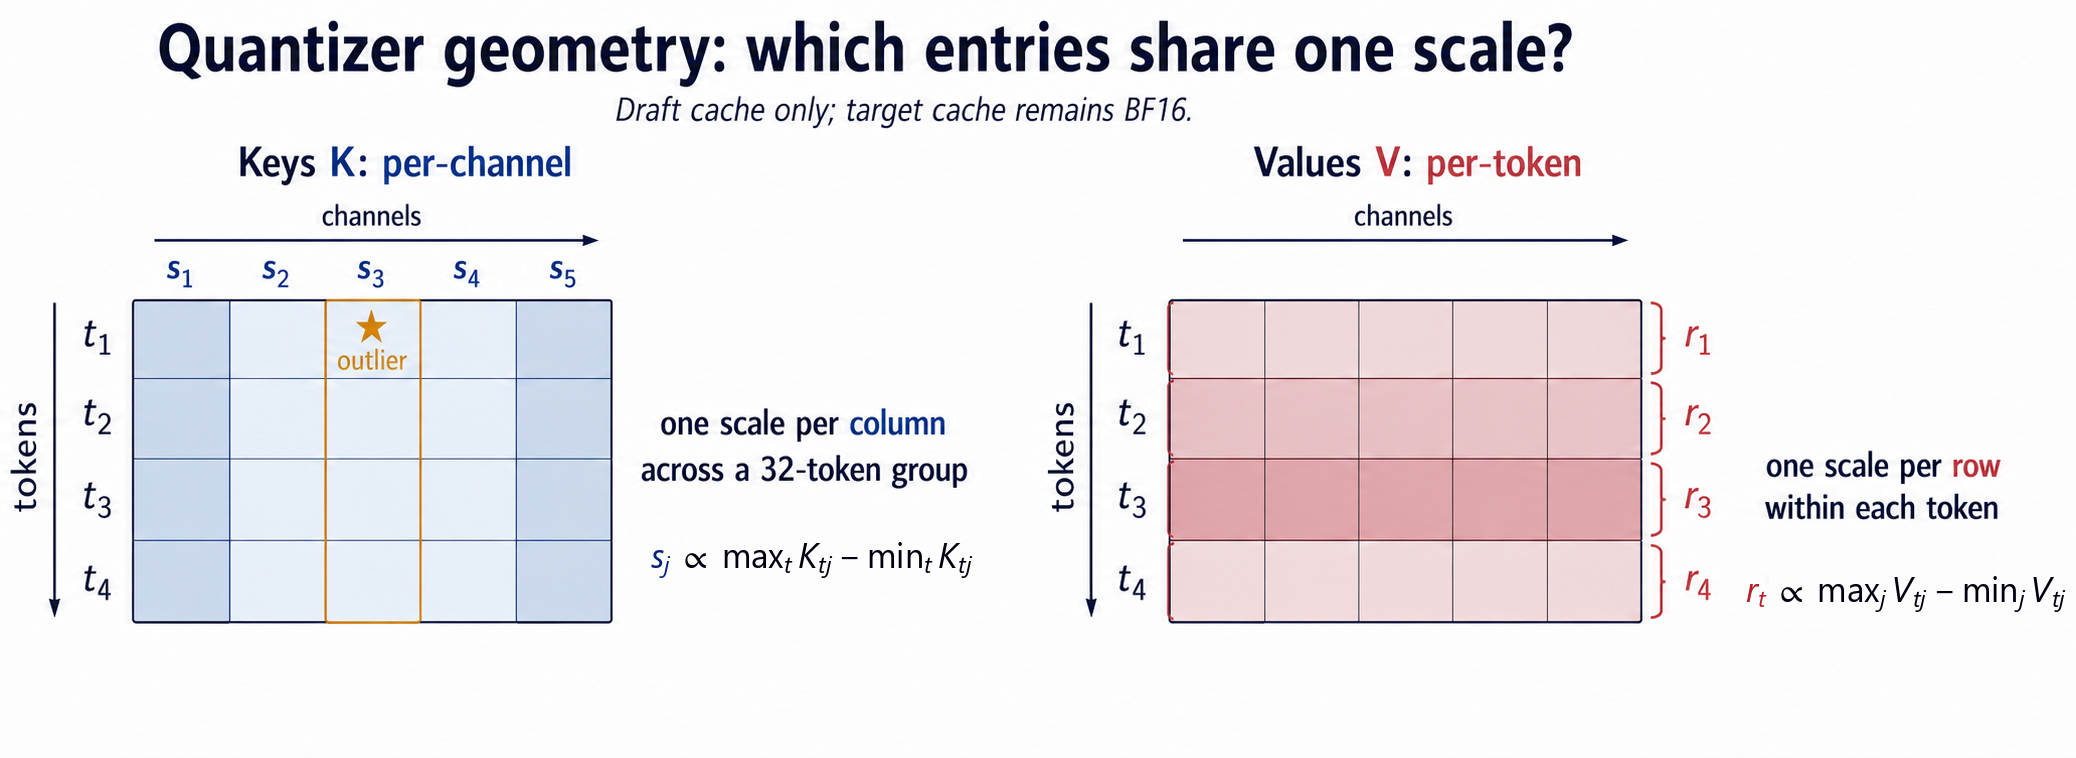 Quantizer geometry: which entries share one scale?
Draft cache only; target cache remains BF16.
Keys K: per-channel
channels
s₁ s₂ s₃ s₄ s₅
tokens
t₁
★
outlier
t₂
t₃
t₄
one scale per column
across a 32-token group
sⱼ ∝ maxₜ Kₜⱼ – minₜ Kₜⱼ
Values V: per-token
channels
tokens
t₁ r₁
t₂ r₂
t₃ r₃
t₄ r₄
one scale per row
within each token
rₜ ∝ maxⱼ Vₜⱼ – minⱼ Vₜⱼ